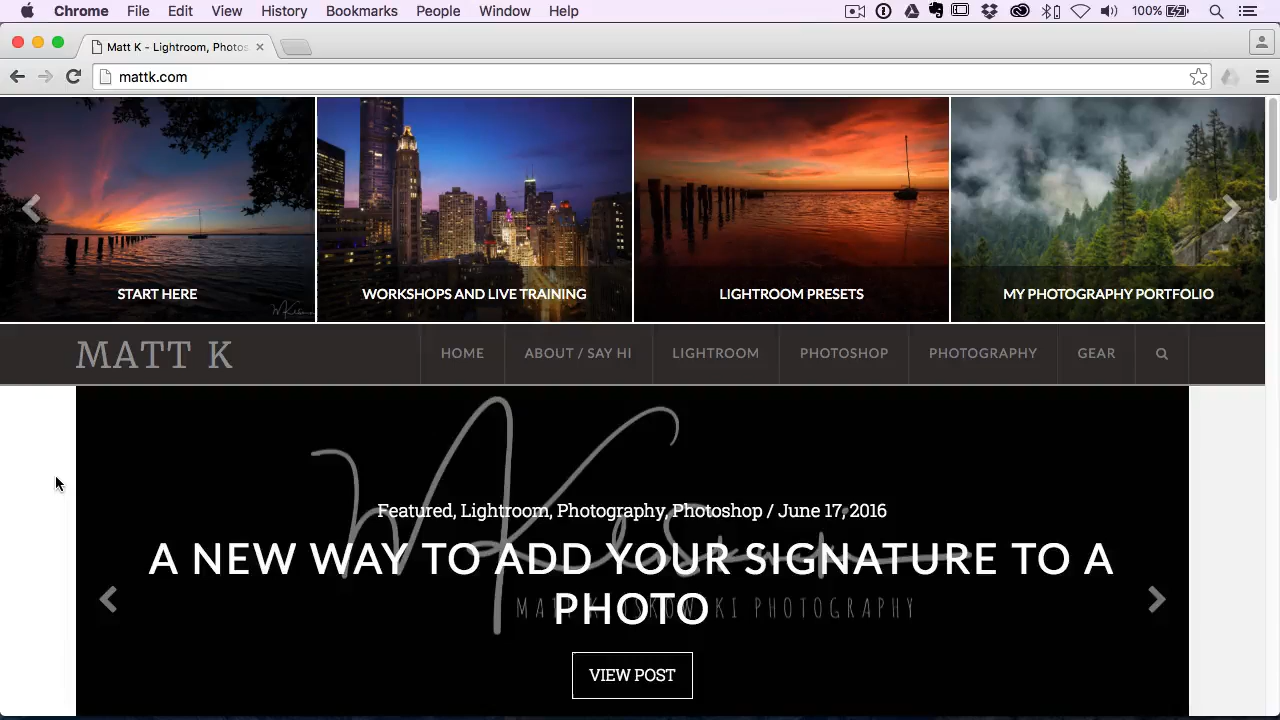 Chrome File Edit View History Bookmarks People Window Help 100%
Matt K - Lightroom, Photos
mattk.com
START HERE
WORKSHOPS AND LIVE TRAINING
LIGHTROOM PRESETS
MY PHOTOGRAPHY PORTFOLIO
MATT K
HOME
ABOUT / SAY HI
LIGHTROOM
PHOTOSHOP
PHOTOGRAPHY
GEAR
Featured, Lightroom, Photography, Photoshop / June 17, 2016
A NEW WAY TO ADD YOUR SIGNATURE TO A
PHOTO
PHOTOGRAPHY
VIEW POST